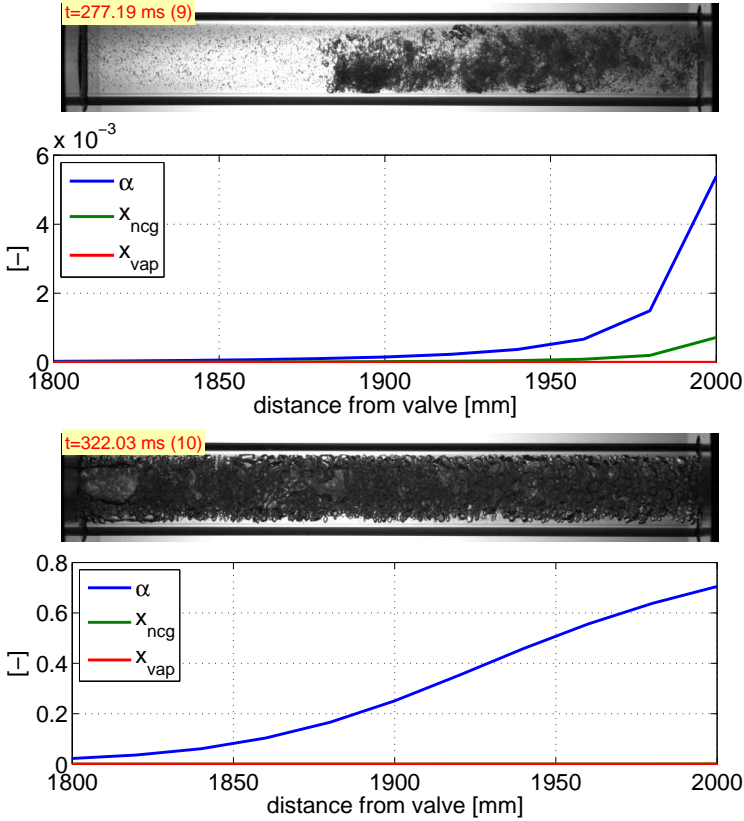 t=277.19 ms (9)
x 10⁻³
6
4
2
0
[−]
α
x_ncg
x_vap
1800 1850 1900 1950 2000
distance from valve [mm]
t=322.03 ms (10)
0.8
0.6
0.4
0.2
0
[−]
α
x_ncg
x_vap
1800 1850 1900 1950 2000
distance from valve [mm]